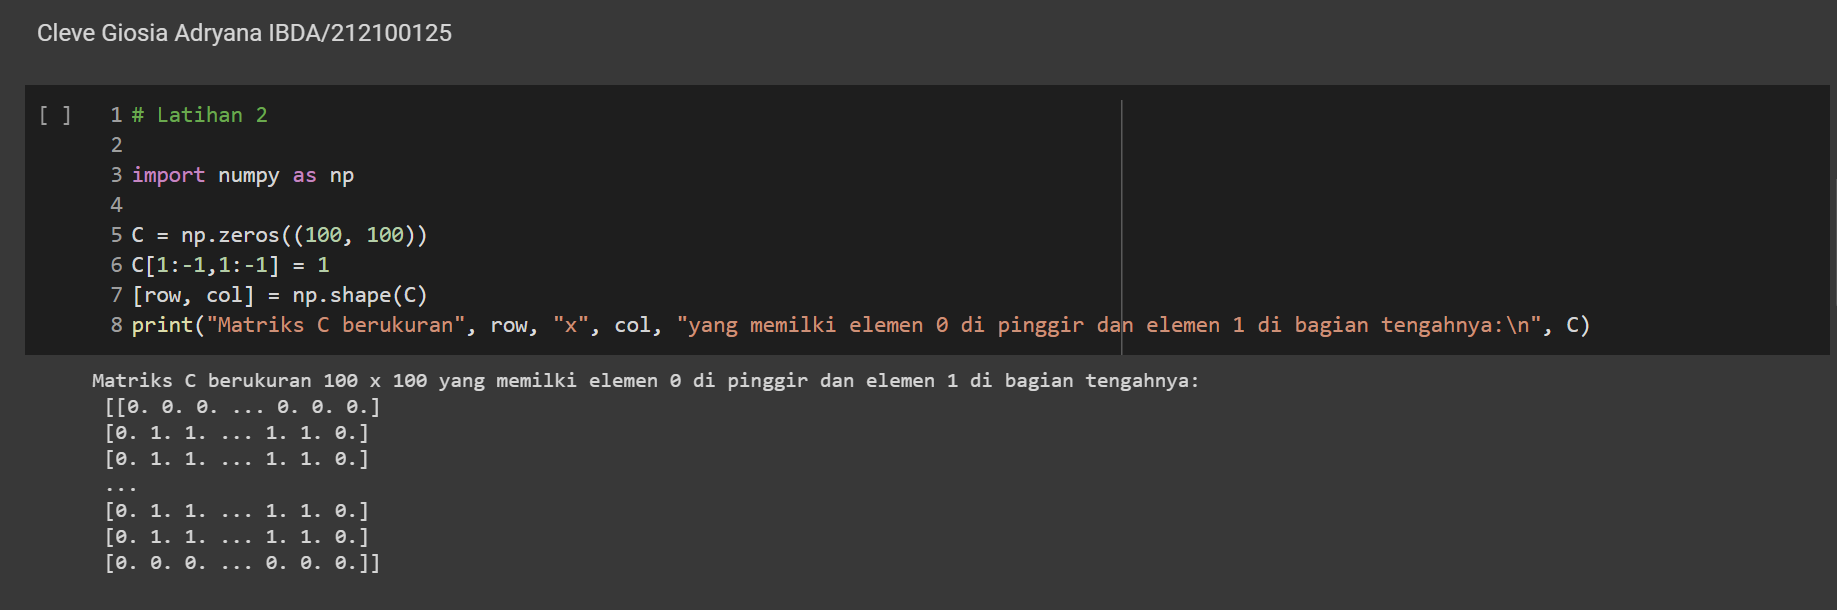 Cleve Giosia Adryana IBDA/212100125
[ ] 1 # Latihan 2
2
3 import numpy as np
4
5 C = np.zeros((100, 100))
6 C[1:-1,1:-1] = 1
7 [row, col] = np.shape(C)
8 print("Matriks C berukuran", row, "x", col, "yang memilki elemen 0 di pinggir dan elemen 1 di bagian tengahnya:\n", C)
Matriks C berukuran 100 x 100 yang memilki elemen 0 di pinggir dan elemen 1 di bagian tengahnya:
[[0. 0. 0. ... 0. 0. 0.]
[0. 1. 1. ... 1. 1. 0.]
[0. 1. 1. ... 1. 1. 0.]
...
[0. 1. 1. ... 1. 1. 0.]
[0. 1. 1. ... 1. 1. 0.]
[0. 0. 0. ... 0. 0. 0.]]